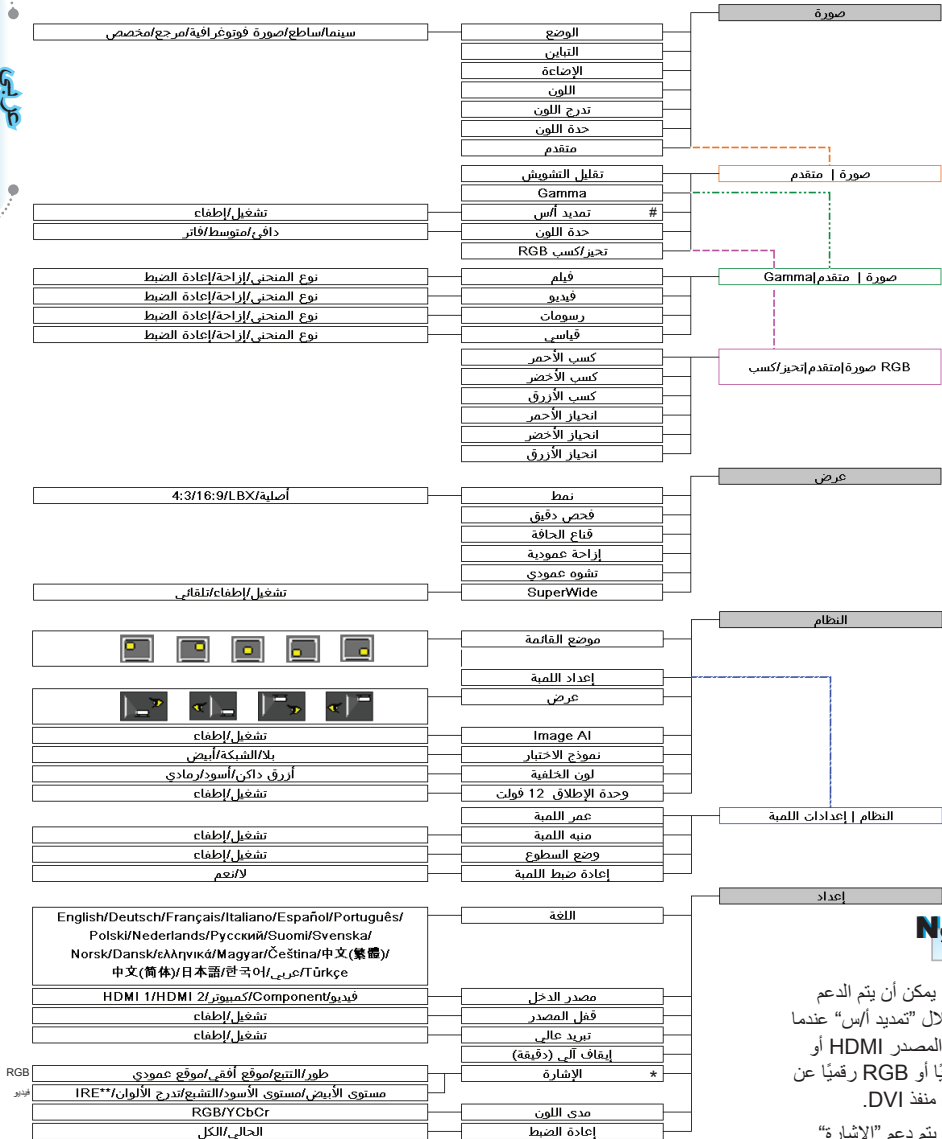 عربي
صورة
الوضع
سينما/ساطع/صورة فوتوغرافية/مرجع/مخصص
التباين
الإضاءة
اللون
تدرج اللون
حدة اللون
متقدم
صورة | متقدم
تقليل التشويش
Gamma
# تمديد أ/س
تشغيل/إطفاء
حدة اللون
دافئ/متوسط/فاتر
تحيز/كسب RGB
صورة | متقدم|Gamma
فيلم
نوع المنحنى/إزاحة/إعادة الضبط
فيديو
نوع المنحنى/إزاحة/إعادة الضبط
رسومات
نوع المنحنى/إزاحة/إعادة الضبط
قياسي
نوع المنحنى/إزاحة/إعادة الضبط
RGB صورة|متقدم|تحيز/كسب
كسب الأحمر
كسب الأخضر
كسب الأزرق
انحياز الأحمر
انحياز الأخضر
انحياز الأزرق
عرض
نمط
4:3/16:9/LBX/أصلية
فحص دقيق
قناع الحافة
إزاحة عمودية
تشوه عمودي
SuperWide
تشغيل/إطفاء/تلقائي
النظام
موضع القائمة
إعداد اللمبة
عرض
Image AI
تشغيل/إطفاء
نموذج الاختبار
بلا/الشبكة/أبيض
لون الخلفية
أزرق داكن/أسود/رمادي
وحدة الإطلاق 12 فولت
تشغيل/إطفاء
النظام | إعدادات اللمبة
عمر اللمبة
منبه اللمبة
تشغيل/إطفاء
وضع السطوع
تشغيل/إطفاء
إعادة ضبط اللمبة
لا/نعم
إعداد
اللغة
English/Deutsch/Français/Italiano/Español/Português/
Polski/Nederlands/Русский/Suomi/Svenska/
Norsk/Dansk/ελληνικά/Magyar/Čeština/中文(繁體)/
中文(简体)/日本語/한국어/عربي/Türkçe
مصدر الدخل
HDMI 1/HDMI 2/كمبيوتر/Component/فيديو
قفل المصدر
تشغيل/إطفاء
تبريد عالي
تشغيل/إطفاء
إيقاف آلي (دقيقة)
* الإشارة
RGB
طور/التتبع/موقع أفقي/موقع عمودي
فيديو
مستوى الأبيض/مستوى الأسود/التشبع/تدرج الألوان/**IRE
مدى اللون
RGB/YCbCr
إعادة الضبط
الحالي/الكل
يمكن أن يتم الدعم
لال "تمديد أ/س" عندما
المصدر HDMI أو
يًا أو RGB رقميًا عن
منفذ DVI.
يتم دعم "الإشارة"